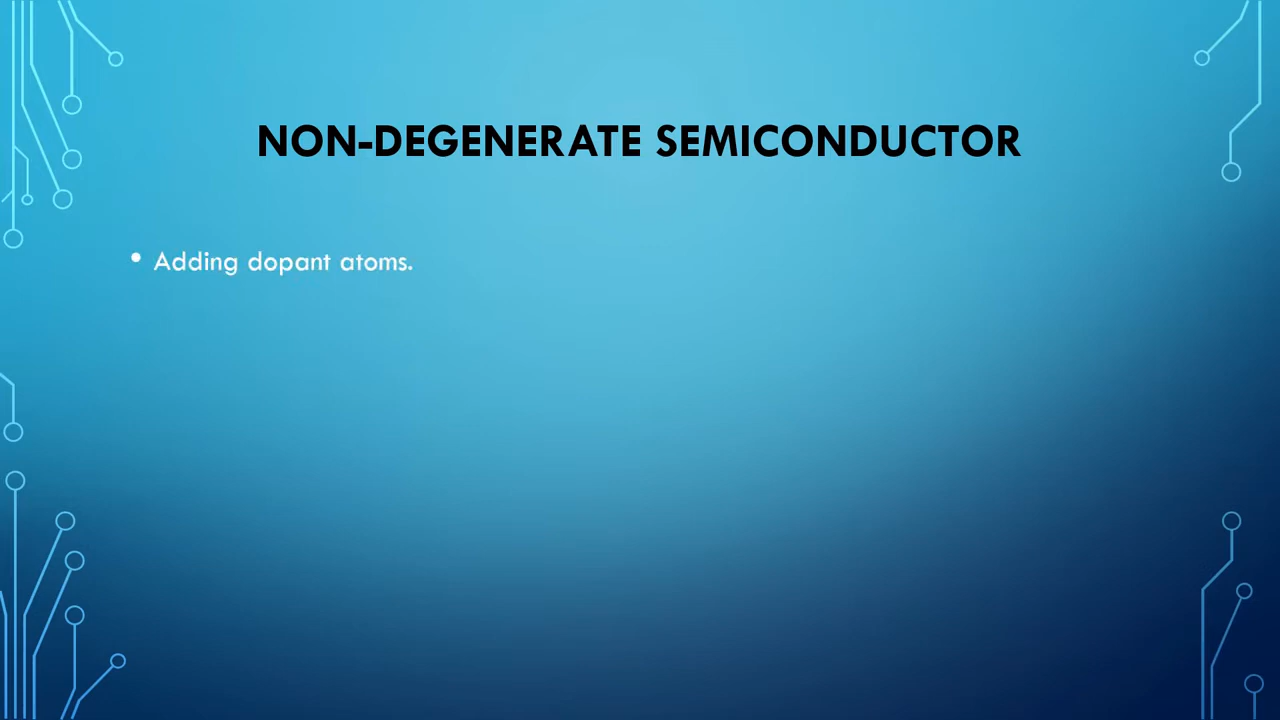 NON-DEGENERATE SEMICONDUCTOR
• Adding dopant atoms.